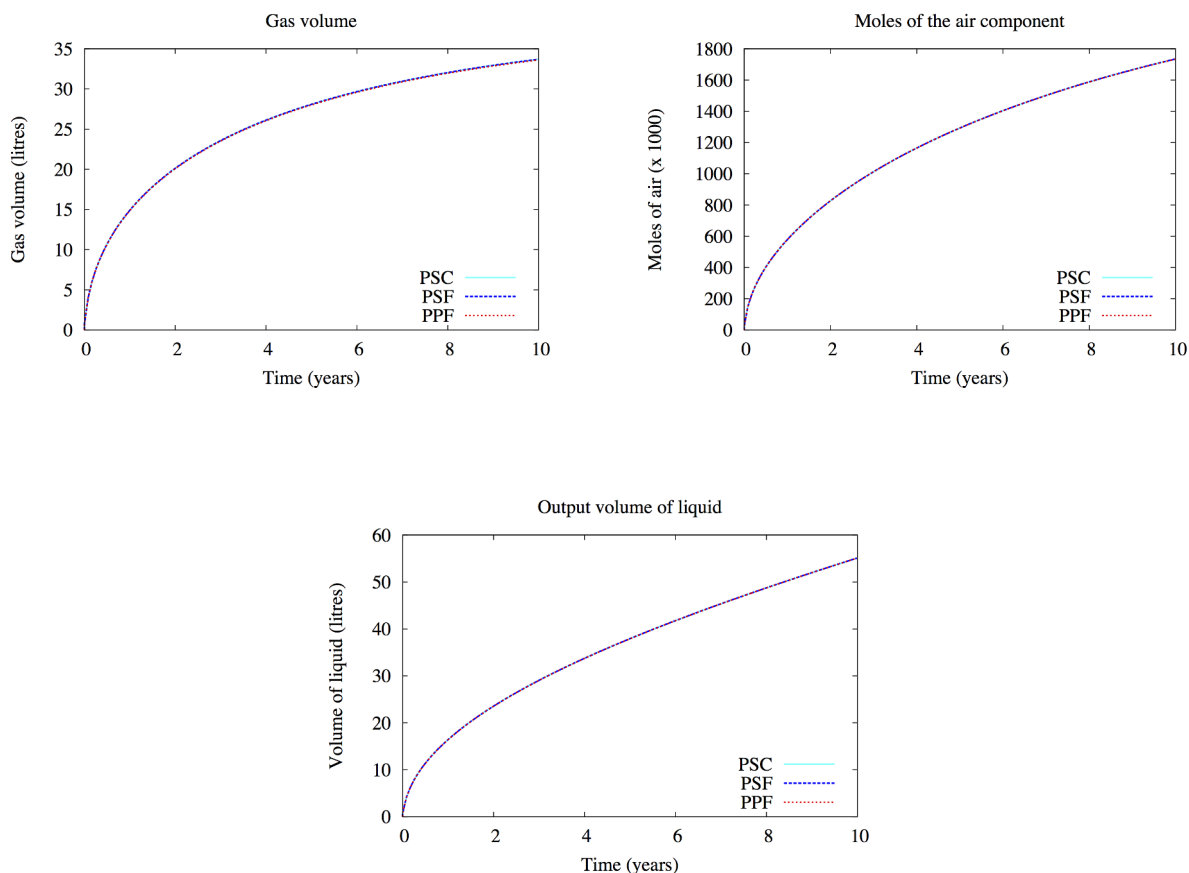 Gas volume
Gas volume (litres)
35
30
25
20
15
10
5
0
0 2 4 6 8 10
Time (years)
PSC
PSF
PPF
Moles of the air component
Moles of air (x 1000)
1800
1600
1400
1200
1000
800
600
400
200
0
0 2 4 6 8 10
Time (years)
PSC
PSF
PPF
Output volume of liquid
Volume of liquid (litres)
60
50
40
30
20
10
0
0 2 4 6 8 10
Time (years)
PSC
PSF
PPF